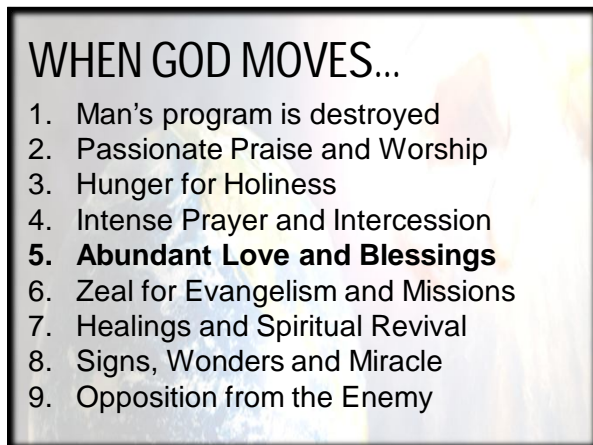 WHEN GOD MOVES...
1. Man's program is destroyed
2. Passionate Praise and Worship
3. Hunger for Holiness
4. Intense Prayer and Intercession
5. Abundant Love and Blessings
6. Zeal for Evangelism and Missions
7. Healings and Spiritual Revival
8. Signs, Wonders and Miracle
9. Opposition from the Enemy